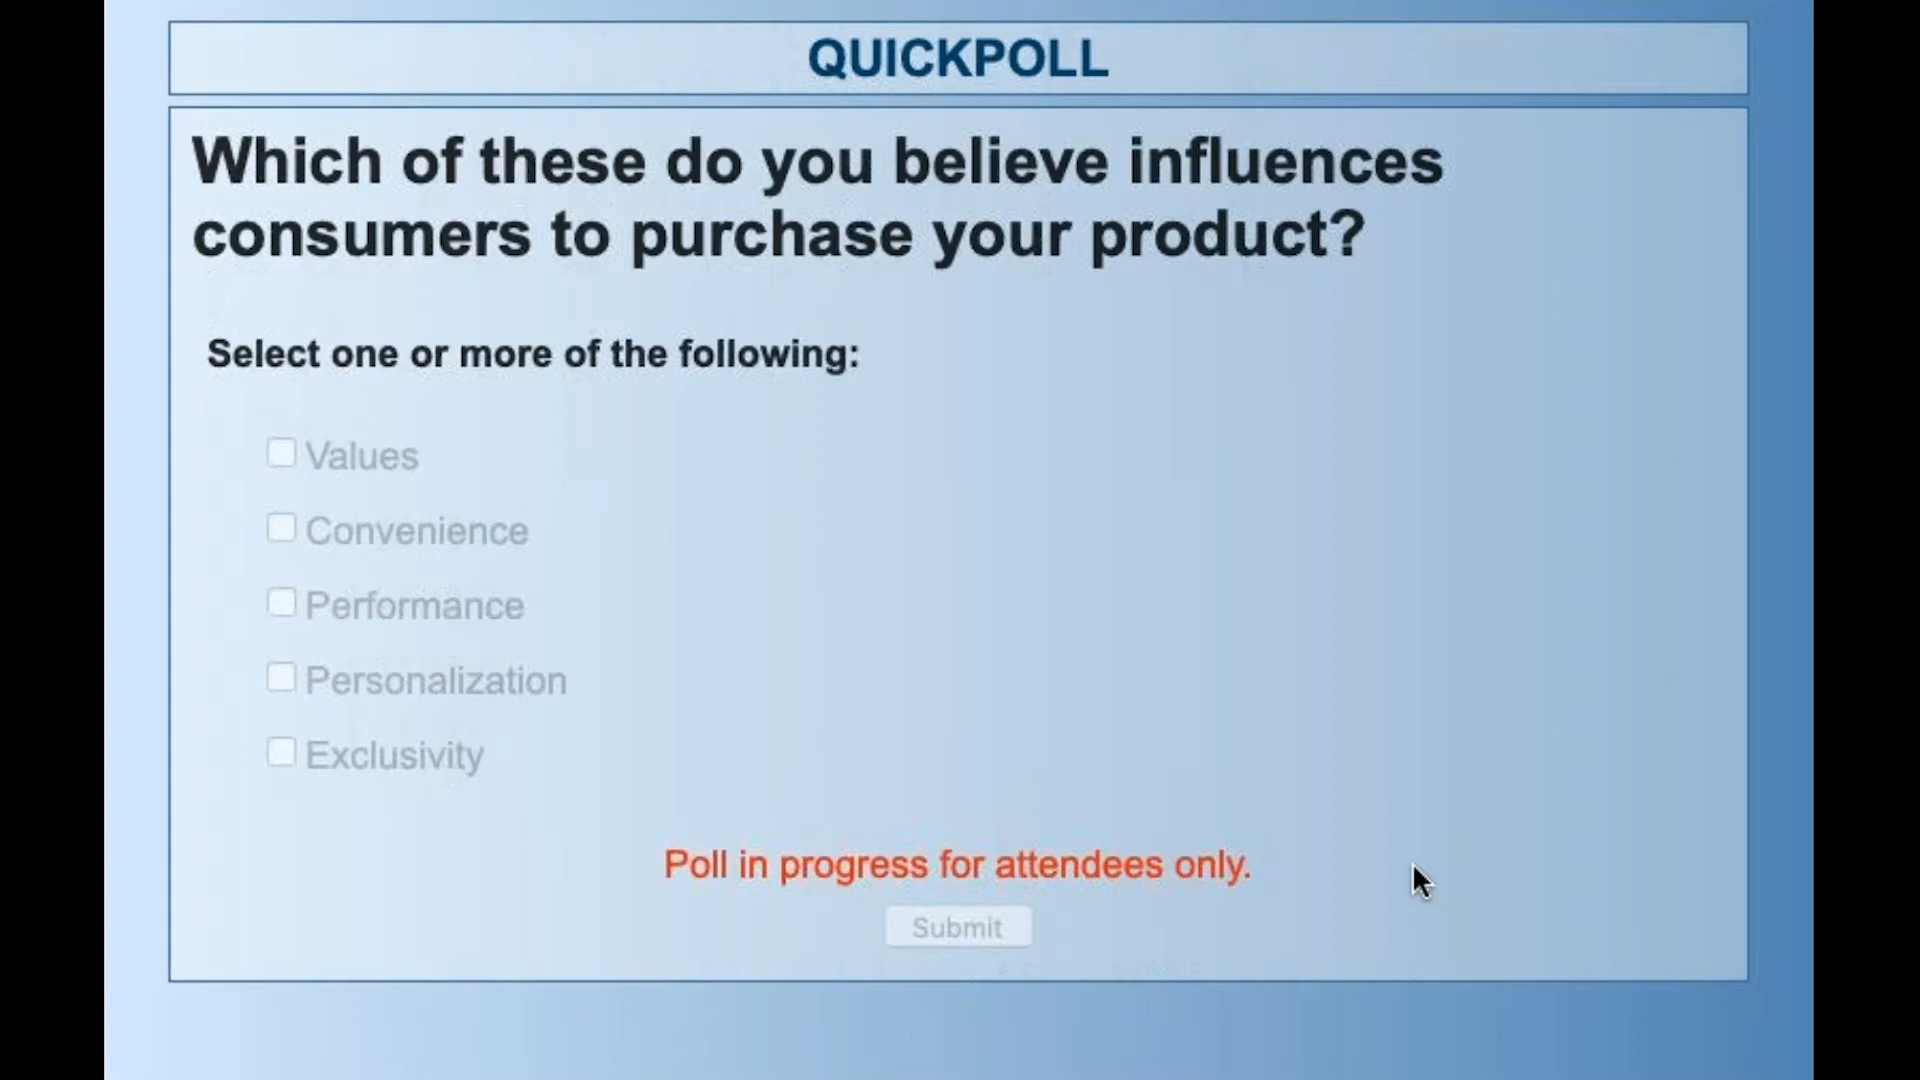 QUICKPOLL
Which of these do you believe influences
consumers to purchase your product?
Select one or more of the following:
Values
Convenience
Performance
Personalization
Exclusivity
Poll in progress for attendees only.
Submit